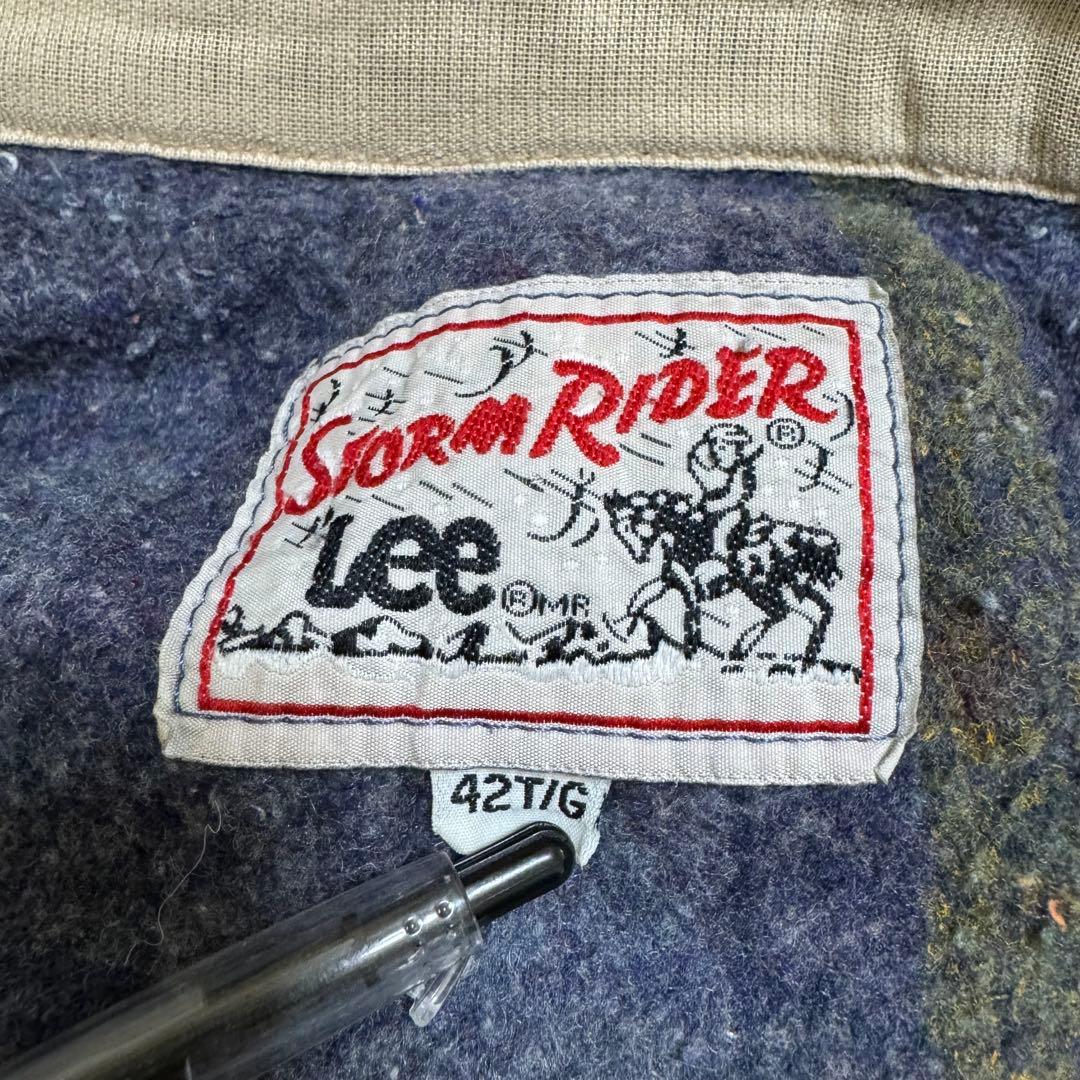 STORM RIDER ®
Lee ® MR
42T/G